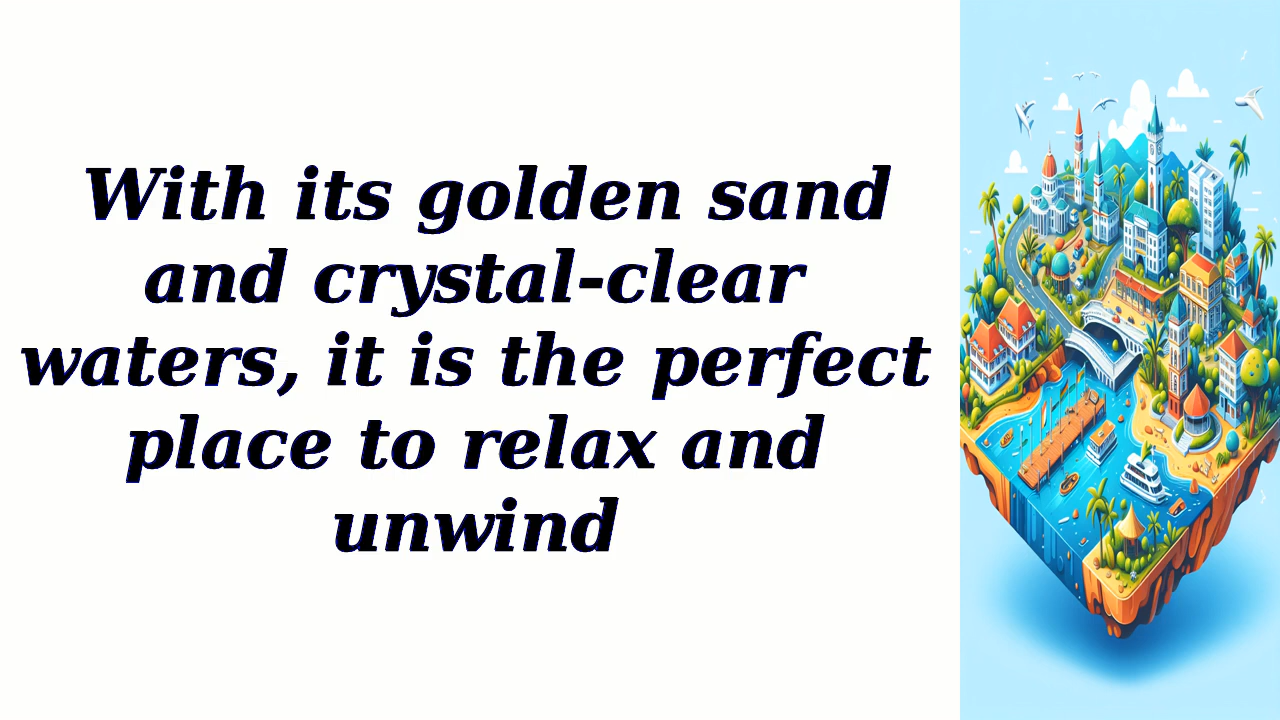 With its golden sand
and crystal-clear
waters, it is the perfect
place to relax and
unwind